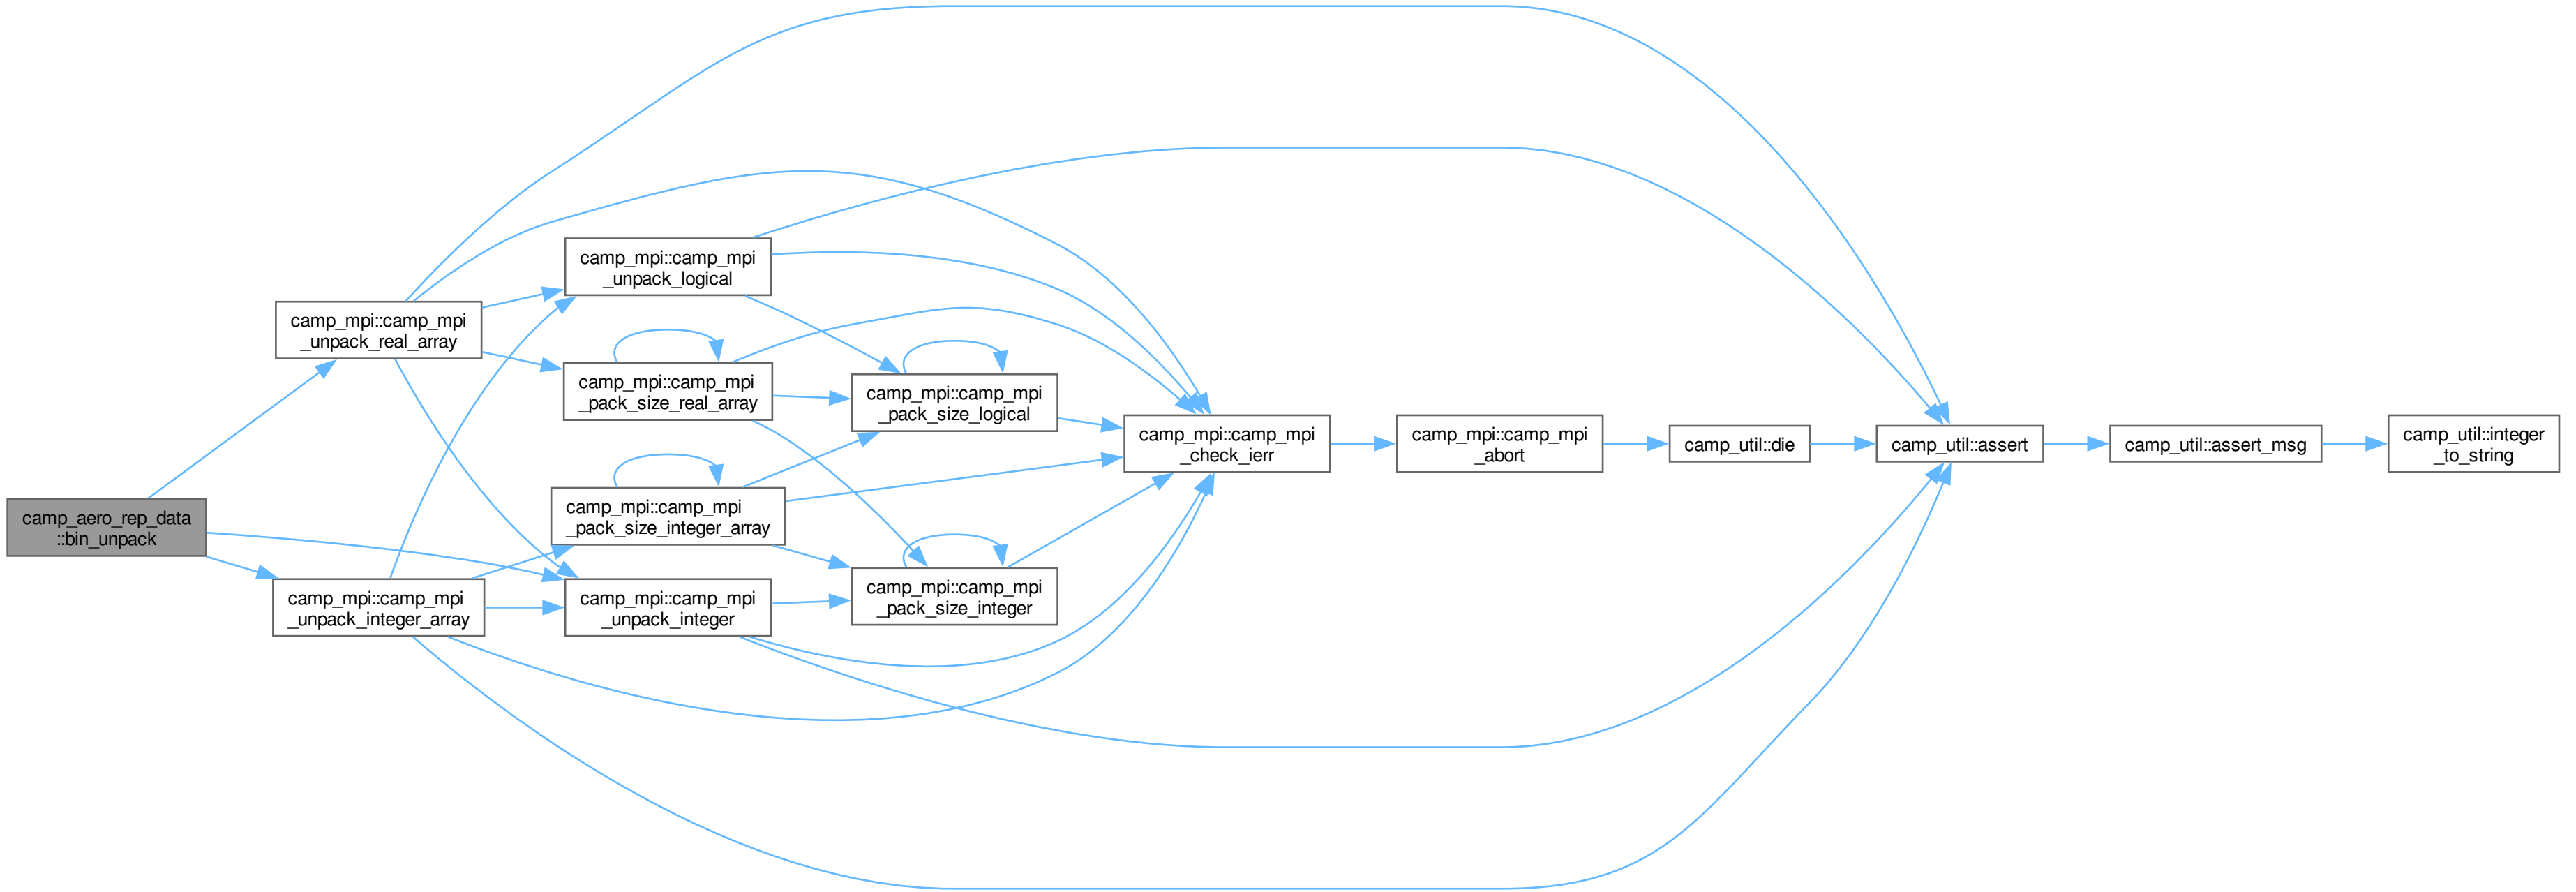 camp_aero_rep_data
::bin_unpack
camp_mpi::camp_mpi
_unpack_real_array
camp_mpi::camp_mpi
_unpack_integer_array
camp_mpi::camp_mpi
_unpack_logical
camp_mpi::camp_mpi
_pack_size_real_array
camp_mpi::camp_mpi
_pack_size_integer_array
camp_mpi::camp_mpi
_unpack_integer
camp_mpi::camp_mpi
_pack_size_logical
camp_mpi::camp_mpi
_pack_size_integer
camp_mpi::camp_mpi
_check_ierr
camp_mpi::camp_mpi
_abort
camp_util::die
camp_util::assert
camp_util::assert_msg
camp_util::integer
_to_string